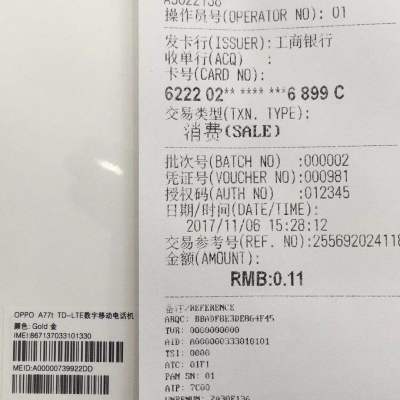 操作员号(OPERATOR NO): 01
发卡行(ISSUER):工商银行
收单行(ACQ) :
卡号(CARD NO):
6222 02** **** ***6 899 C
交易类型(TXN. TYPE):
消费(SALE)
批次号(BATCH NO) :000002
凭证号(VOUCHER NO):000981
授权码(AUTH NO) :012345
日期/时间(DATE/TIME):
2017/11/06 15:28:12
交易参考号(REF. NO):255692024118
金额(AMOUNT):
RMB:0.11
备注/REFERENCE
TVR: 0000000000
AID: A000000333010101
TSI: 0000
ATC: 01F1
PAN SN: 01
AIP: 7C00
OPPO A77t TD-LTE数字移动电话机
颜色: Gold 金
IMEI:867137033101330
MEID:A00000739922DD